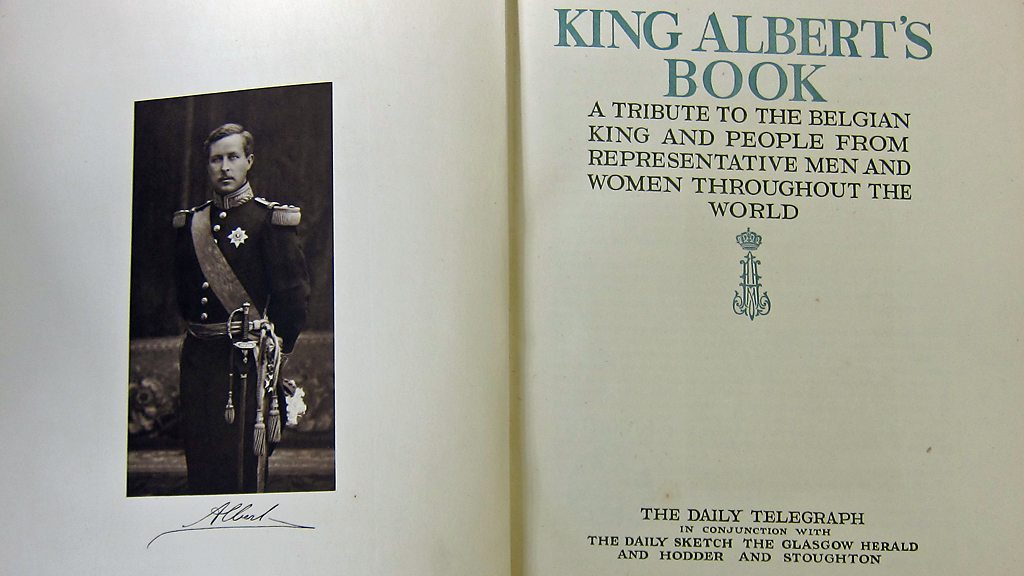 Albert
KING ALBERT'S
BOOK
A TRIBUTE TO THE BELGIAN
KING AND PEOPLE FROM
REPRESENTATIVE MEN AND
WOMEN THROUGHOUT THE
WORLD
THE DAILY TELEGRAPH
IN CONJUNCTION WITH
THE DAILY SKETCH THE GLASGOW HERALD
AND HODDER AND STOUGHTON